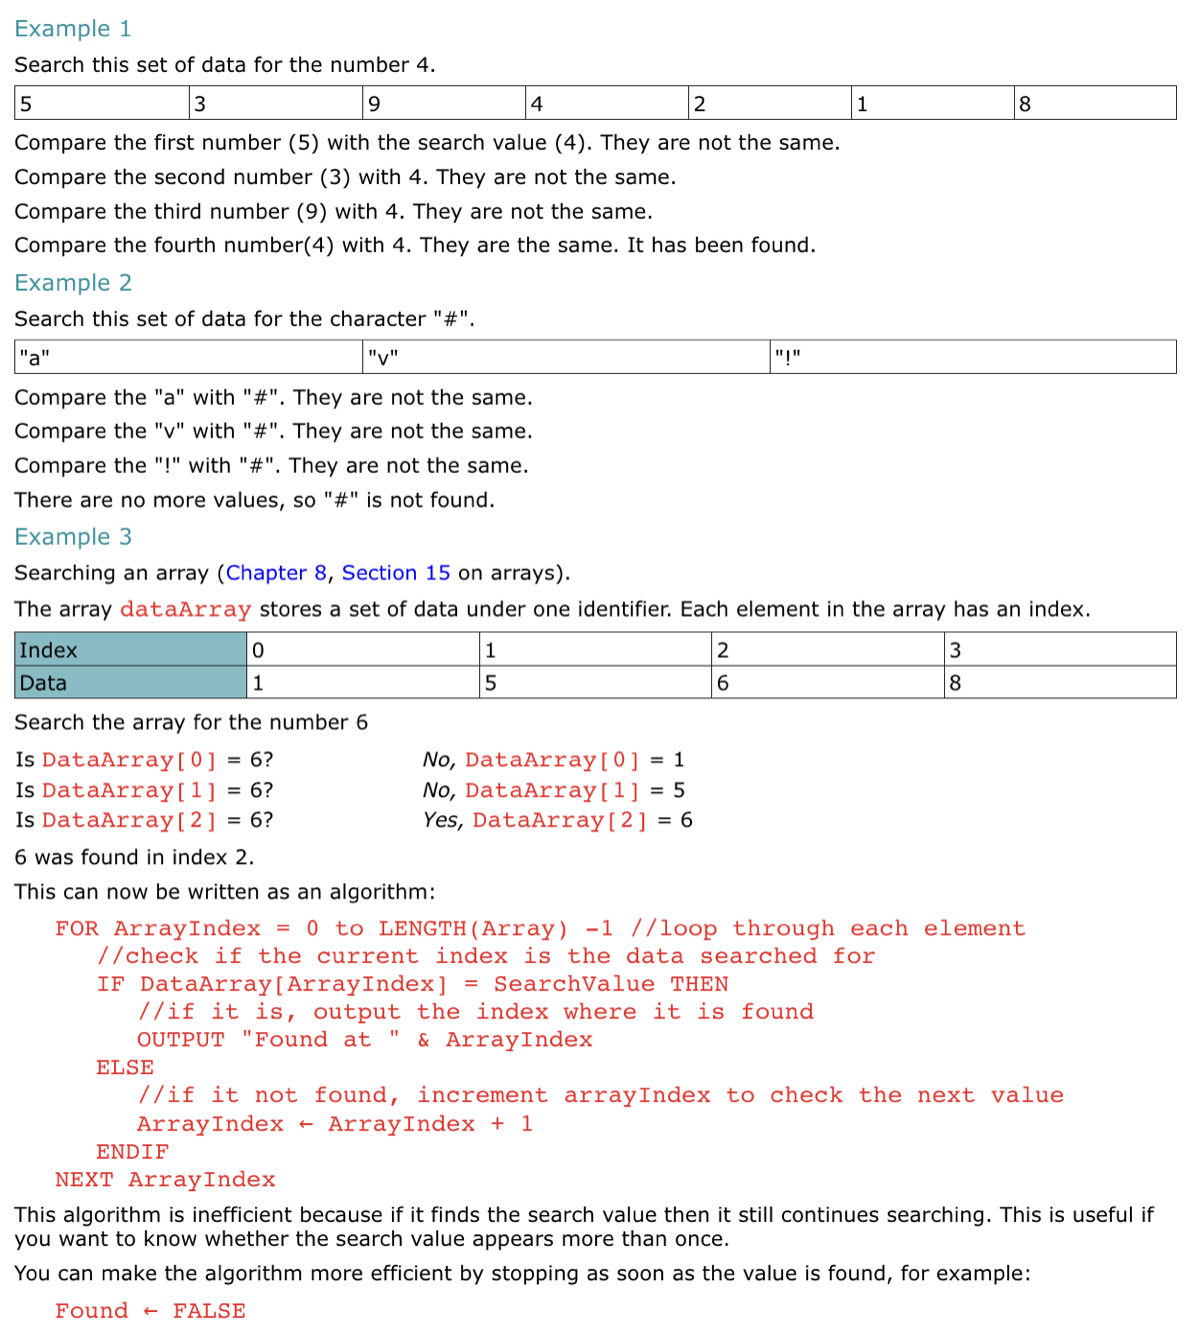 Example 1
Search this set of data for the number 4.
5 3 9 4 2 1 8
Compare the first number (5) with the search value (4). They are not the same.
Compare the second number (3) with 4. They are not the same.
Compare the third number (9) with 4. They are not the same.
Compare the fourth number(4) with 4. They are the same. It has been found.
Example 2
Search this set of data for the character "#".
"a" "v" "!"
Compare the "a" with "#". They are not the same.
Compare the "v" with "#". They are not the same.
Compare the "!" with "#". They are not the same.
There are no more values, so "#" is not found.
Example 3
Searching an array (Chapter 8, Section 15 on arrays).
The array dataArray stores a set of data under one identifier. Each element in the array has an index.
Index 0 1 2 3
Data 1 5 6 8
Search the array for the number 6
Is DataArray[0] = 6? No, DataArray[0] = 1
Is DataArray[1] = 6? No, DataArray[1] = 5
Is DataArray[2] = 6? Yes, DataArray[2] = 6
6 was found in index 2.
This can now be written as an algorithm:
FOR ArrayIndex = 0 to LENGTH(Array) -1 //loop through each element
//check if the current index is the data searched for
IF DataArray[ArrayIndex] = SearchValue THEN
//if it is, output the index where it is found
OUTPUT "Found at " & ArrayIndex
ELSE
//if it not found, increment arrayIndex to check the next value
ArrayIndex ← ArrayIndex + 1
ENDIF
NEXT ArrayIndex
This algorithm is inefficient because if it finds the search value then it still continues searching. This is useful if
you want to know whether the search value appears more than once.
You can make the algorithm more efficient by stopping as soon as the value is found, for example:
Found ← FALSE